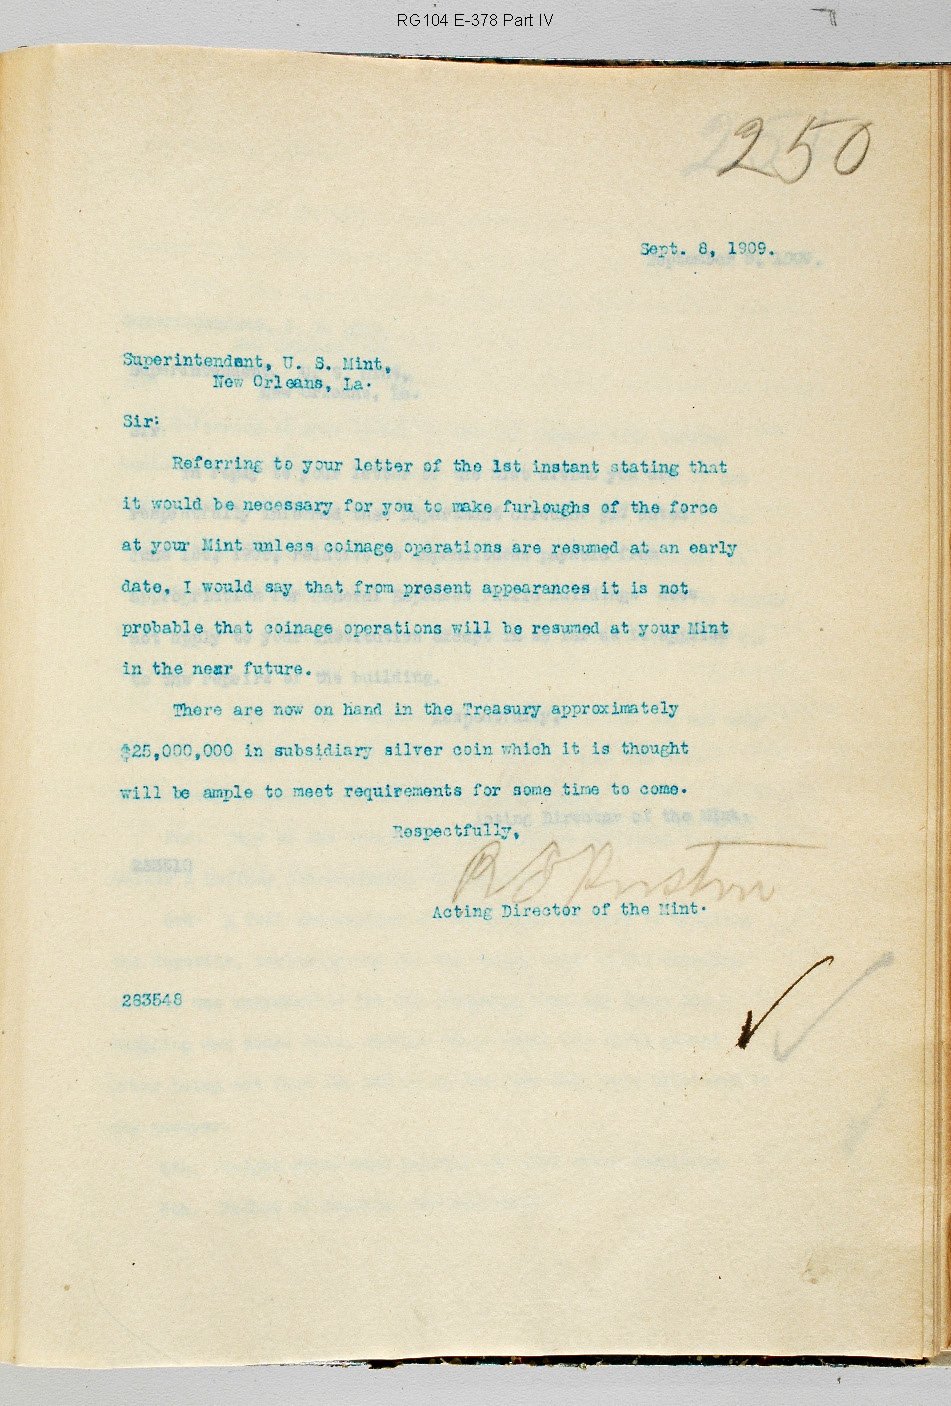 RG104 E-378 Part IV
250
Sept. 8, 1909.
Superintendent, U. S. Mint,
New Orleans, La.
Sir:
Referring to your letter of the 1st instant stating that
it would be necessary for you to make furloughs of the force
at your Mint unless coinage operations are resumed at an early
date, I would say that from present appearances it is not
probable that coinage operations will be resumed at your Mint
in the near future.
There are now on hand in the Treasury approximately
$25,000,000 in subsidiary silver coin which it is thought
will be ample to meet requirements for some time to come.
Respectfully,
R E Preston
Acting Director of the Mint.
283548